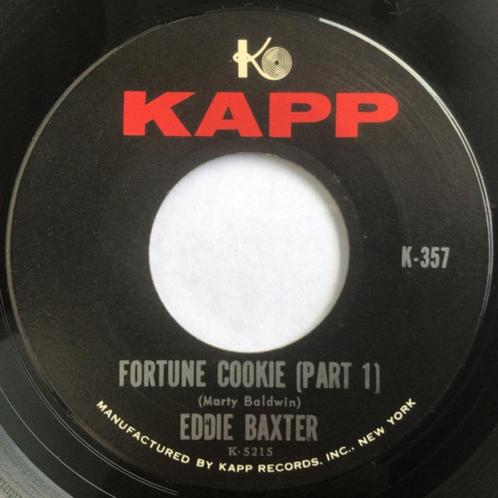 K
KAPP
K-357
FORTUNE COOKIE (PART 1)
(Marty Baldwin)
EDDIE BAXTER
K-5215
MANUFACTURED BY KAPP RECORDS, INC., NEW YORK